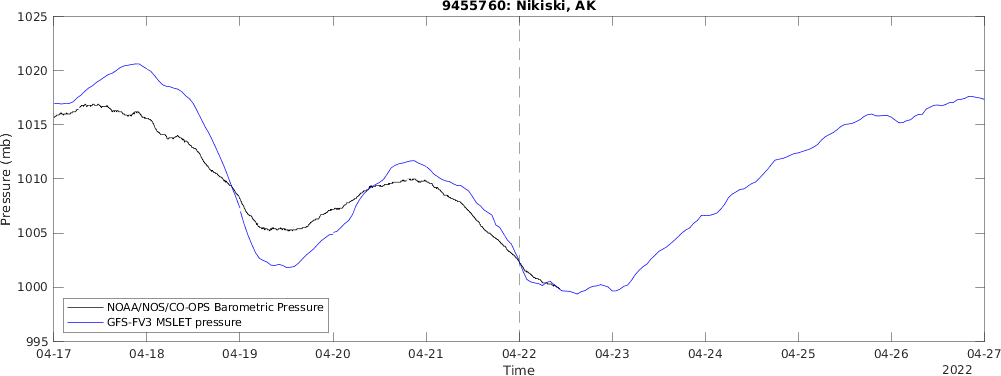 9455760: Nikiski, AK
Pressure (mb)
1025
1020
1015
1010
1005
1000
995
NOAA/NOS/CO-OPS Barometric Pressure
GFS-FV3 MSLET pressure
04-17 04-18 04-19 04-20 04-21 04-22 04-23 04-24 04-25 04-26 04-27
Time
2022